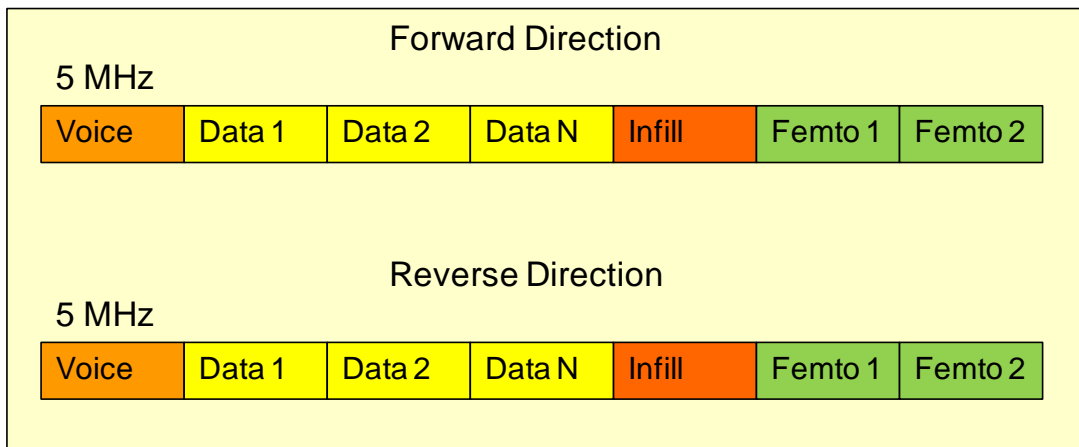 Forward Direction
5 MHz
Voice Data 1 Data 2 Data N Infill Femto 1 Femto 2
Reverse Direction
5 MHz
Voice Data 1 Data 2 Data N Infill Femto 1 Femto 2